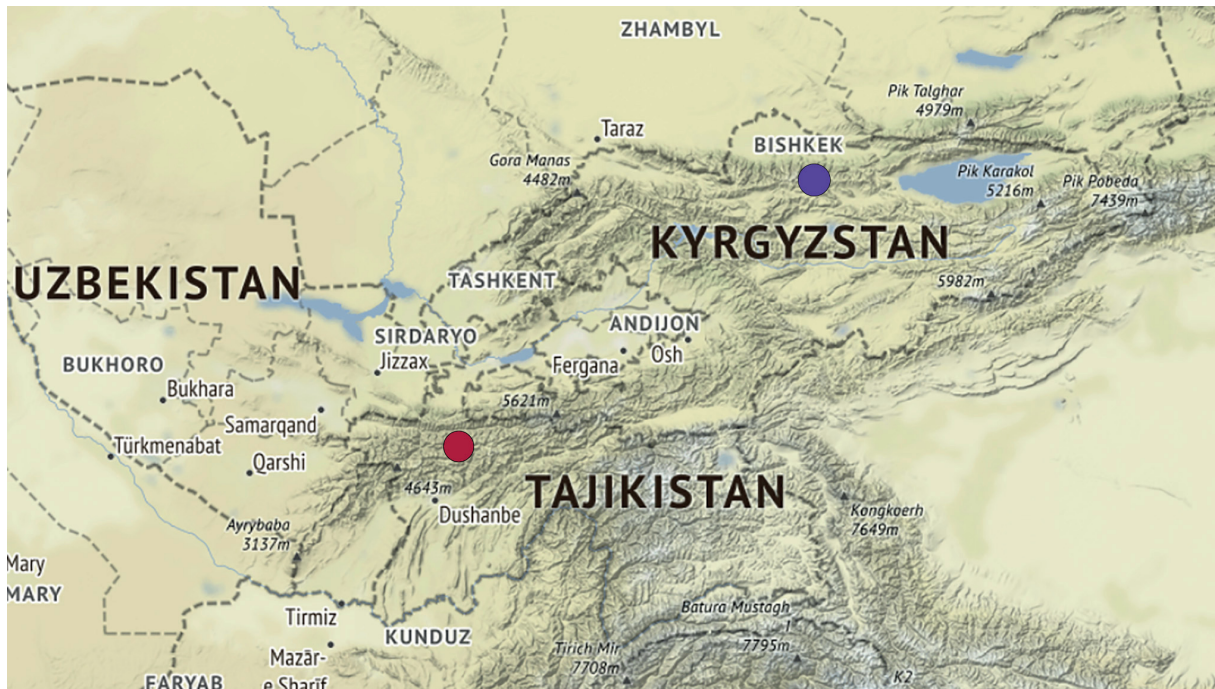 ZHAMBYL
Pik Talghar
4979m
Taraz
BISHKEK
Gora Manas
4482m
Pik Karakol
5216m
Pik Pobeda
7439m
KYRGYZSTAN
UZBEKISTAN
TASHKENT
5982m
ANDIJON
SIRDARYO
Jizzax
Osh
Fergana
BUKHORO
Bukhara
5621m
Samarqand
Türkmenabat
Qarshi
4643m
TAJIKISTAN
Dushanbe
Kongkoerh
7649m
Ayrybaba
3137m
Mary
MARY
Tirmiz
Batura Mustagh
I
7795m
KUNDUZ
Tirich Mir
7708m
Mazār-
e Sharīf
K2
FARYAB